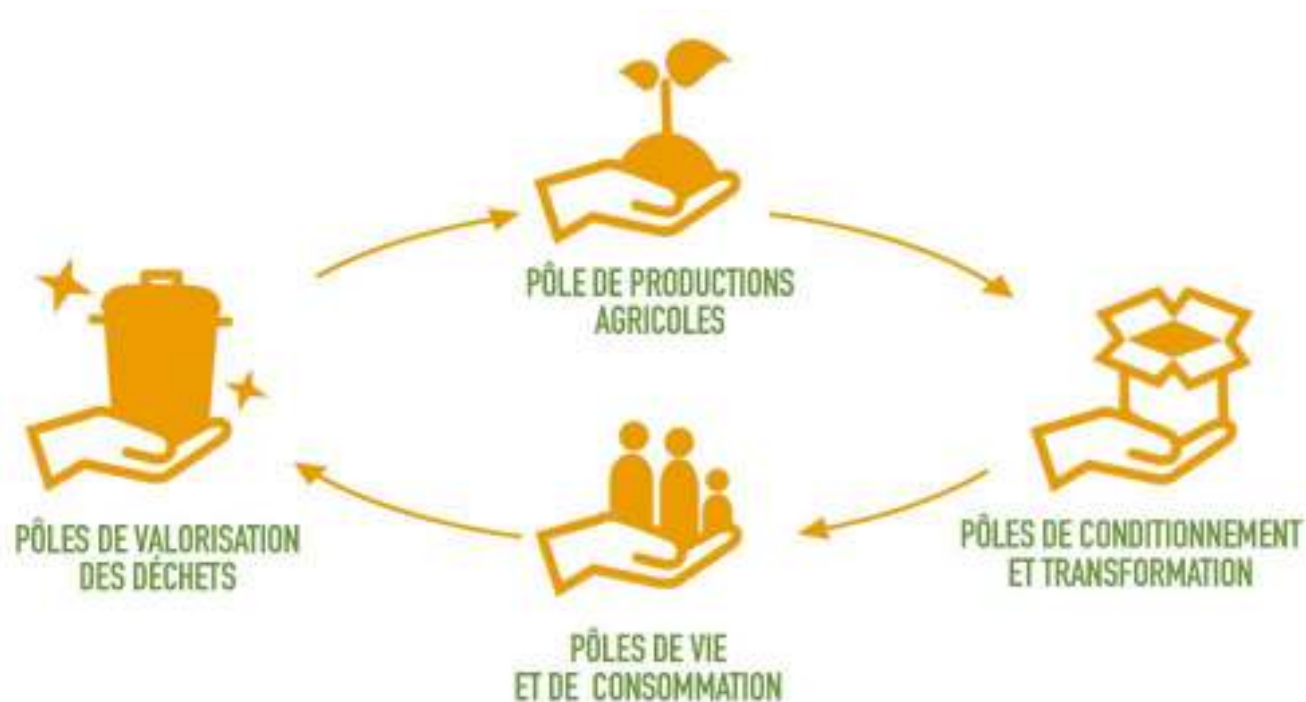 PÔLE DE PRODUCTIONS
AGRICOLES
PÔLES DE VALORISATION
DES DÉCHETS
PÔLES DE CONDITIONNEMENT
ET TRANSFORMATION
PÔLES DE VIE
ET DE CONSOMMATION